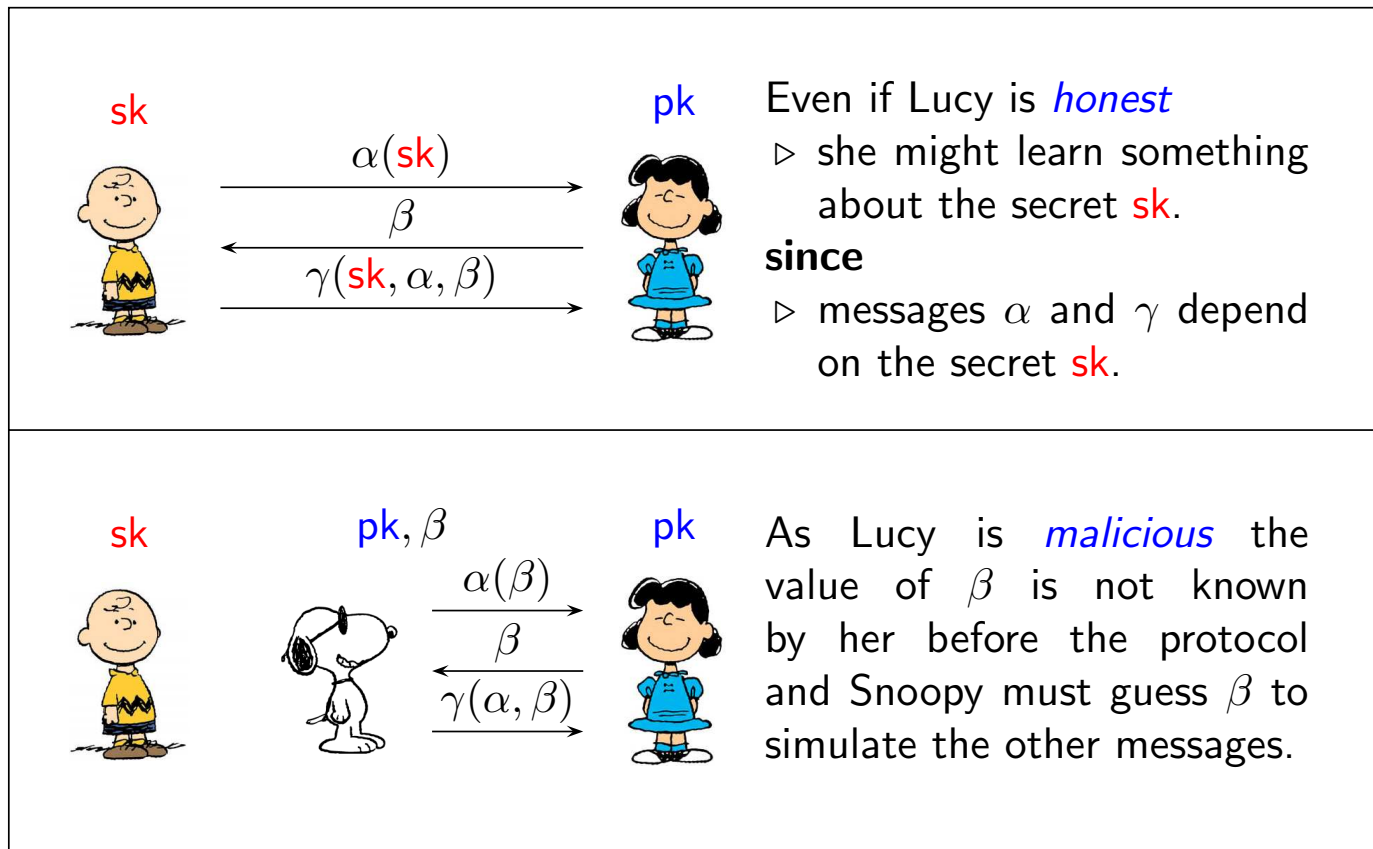 sk
pk
α(sk)
β
γ(sk, α, β)
Even if Lucy is honest
▷ she might learn something
about the secret sk.
since
▷ messages α and γ depend
on the secret sk.
sk
pk, β
pk
α(β)
β
γ(α, β)
As Lucy is malicious the
value of β is not known
by her before the protocol
and Snoopy must guess β to
simulate the other messages.